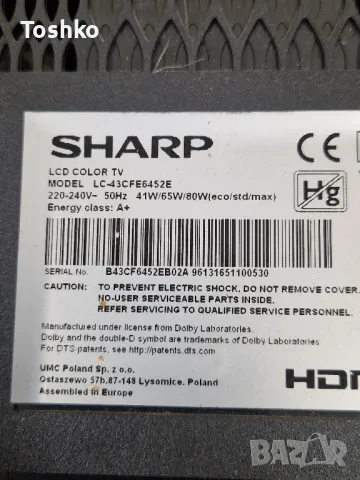 Toshko
SHARP
CE
LCD COLOR TV
MODEL LC-43CFE6452E
220-240V~ 50Hz 41W/65W/80W(eco/std/max)
Energy class: A+
Hg
SERIAL No. B43CF6452EB02A 96131651100530
CAUTION: TO PREVENT ELECTRIC SHOCK, DO NOT REMOVE COVER.
NO-USER SERVICEABLE PARTS INSIDE.
REFER SERVICING TO QUALIFIED SERVICE PERSONNEL.
Manufactured under license from Dolby Laboratories.
Dolby and the double-D symbol are trademarks of Dolby Laboratories.
For DTS patents, see http://patents.dts.com
UMC Poland Sp. z o.o.
Ostaszewo 57b,87-148 Lysomice. Poland
Assembled in Europe
HDM
BAZAR